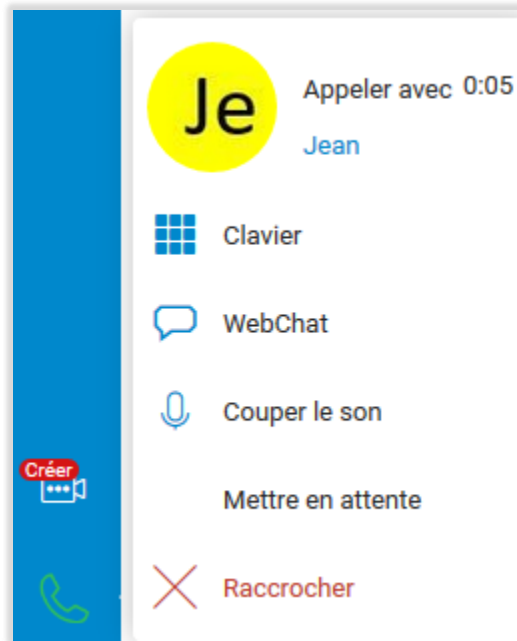 Je
Appeler avec 0:05
Jean
Clavier
WebChat
Couper le son
Créer
Mettre en attente
Raccrocher